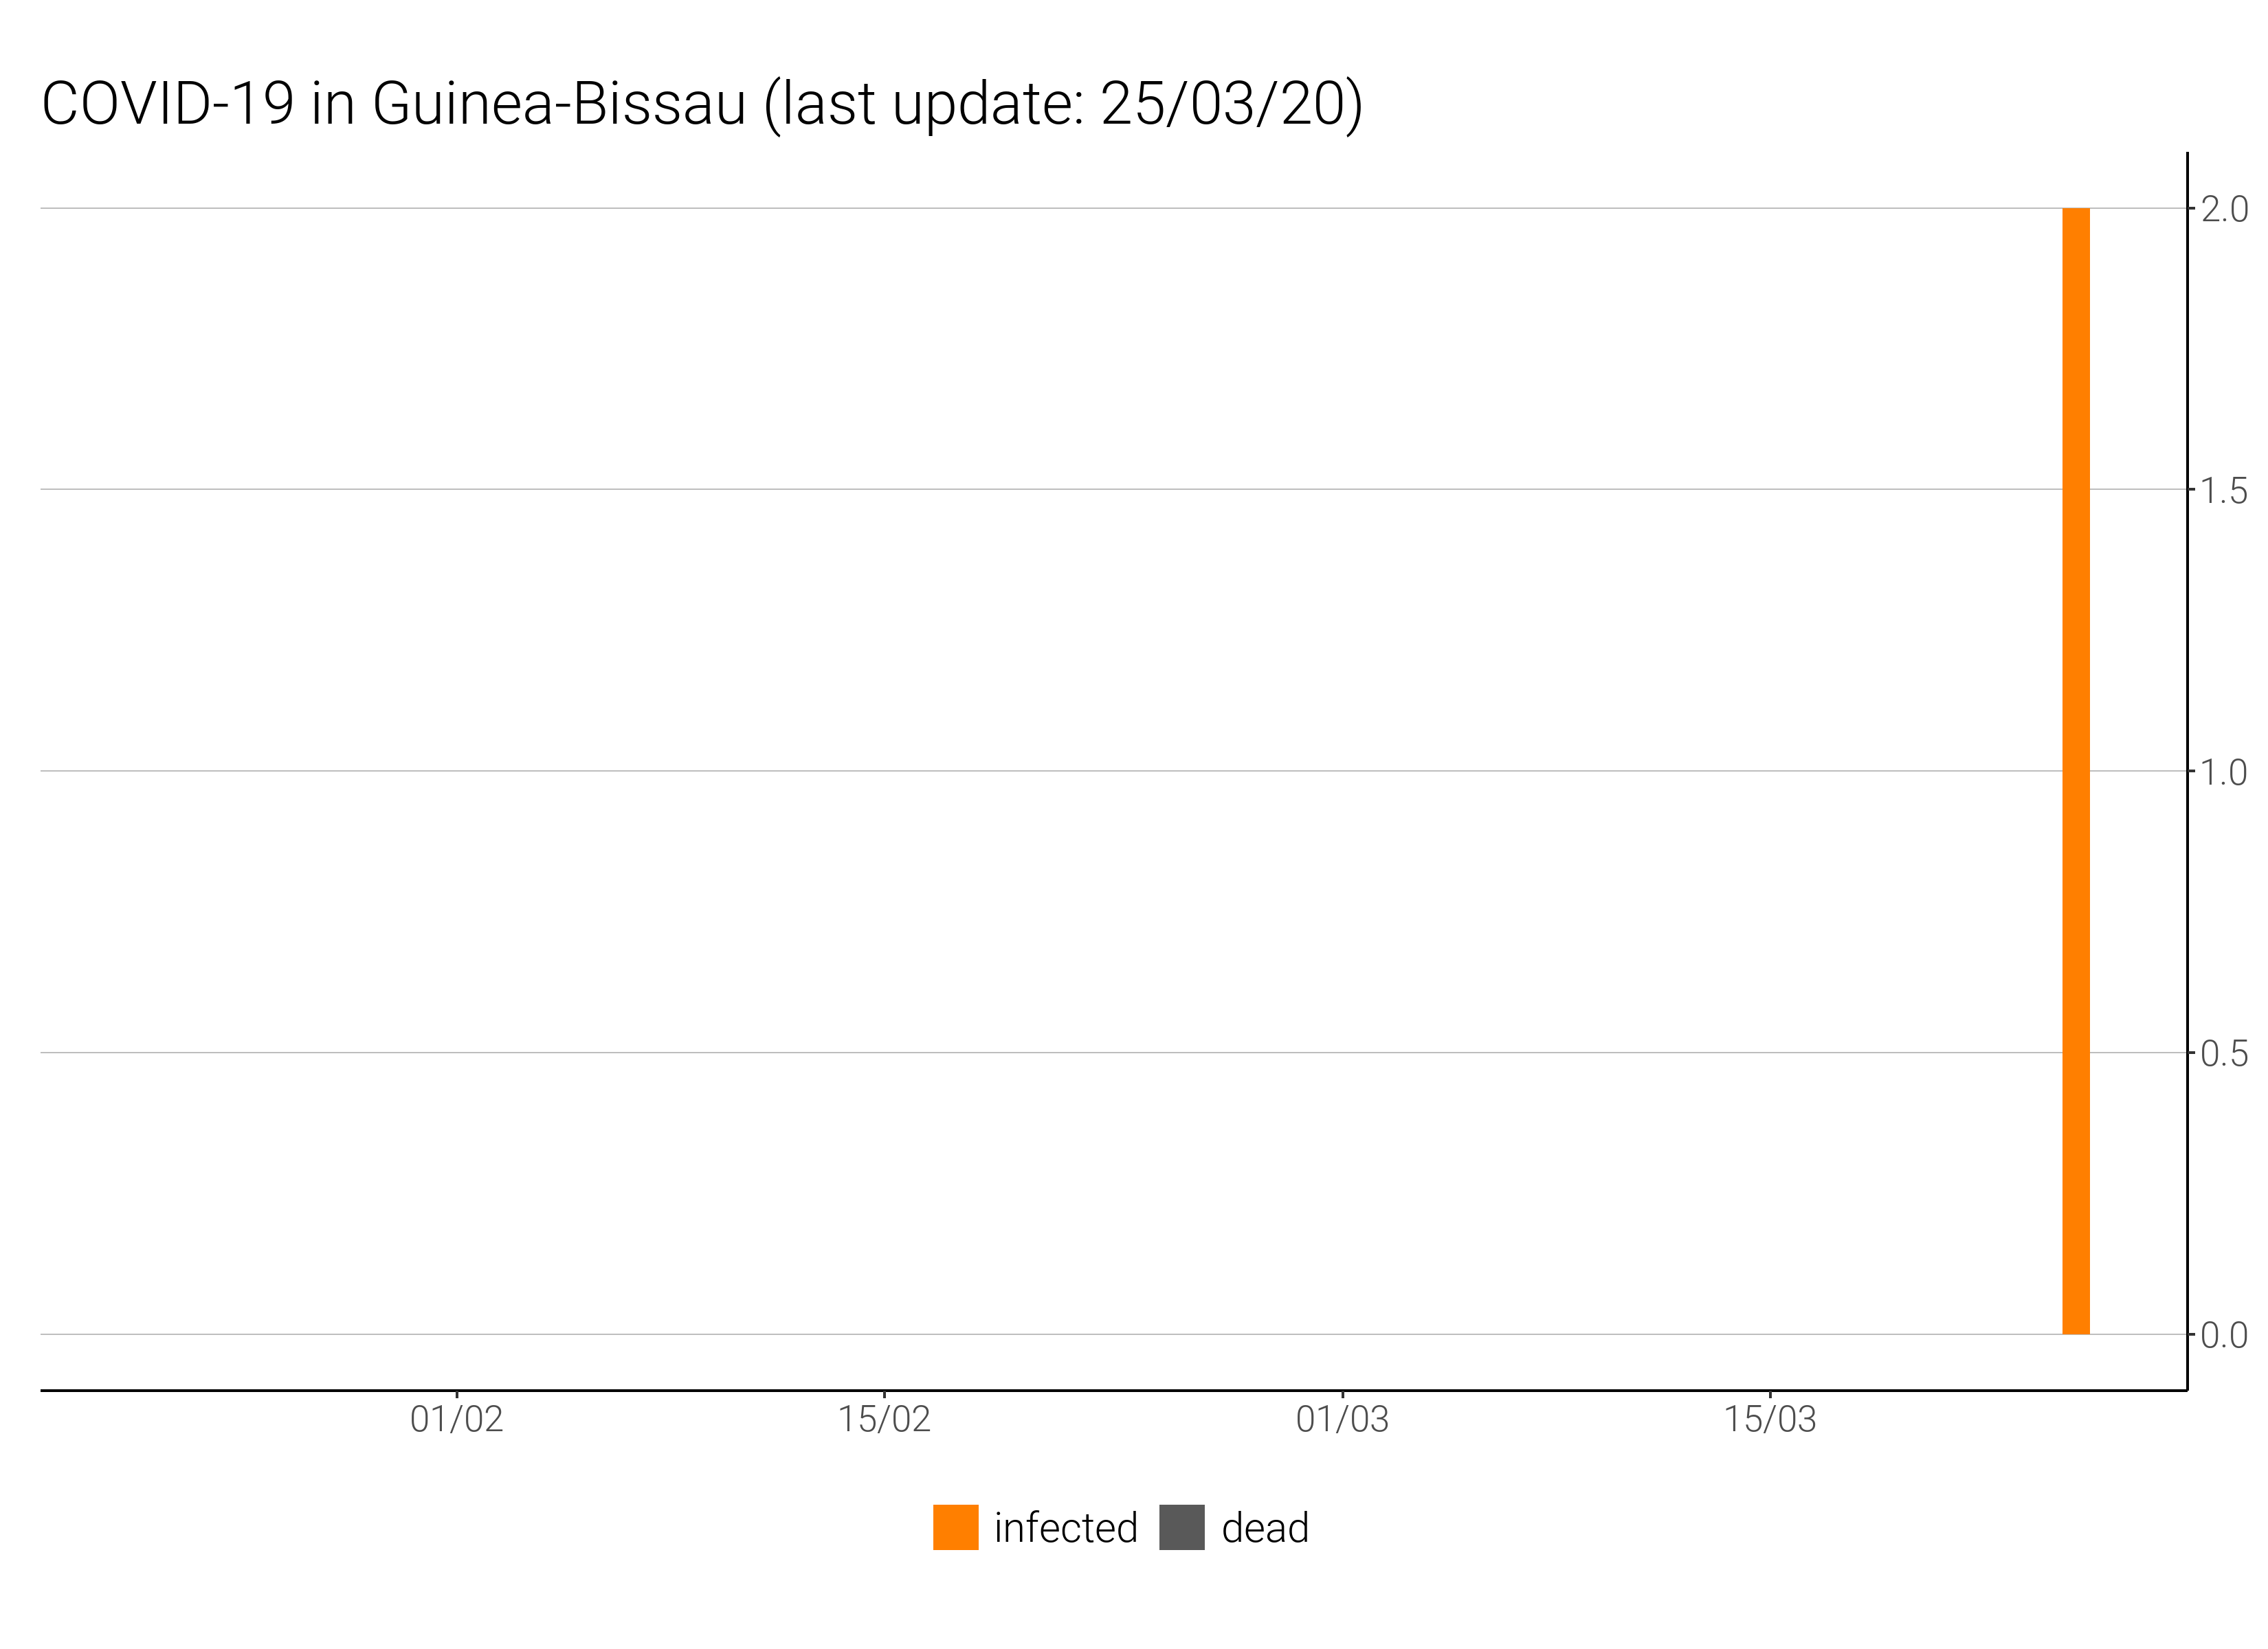 COVID-19 in Guinea-Bissau (last update: 25/03/20)
2.0
1.5
1.0
0.5
0.0
01/02 15/02 01/03 15/03
infected dead